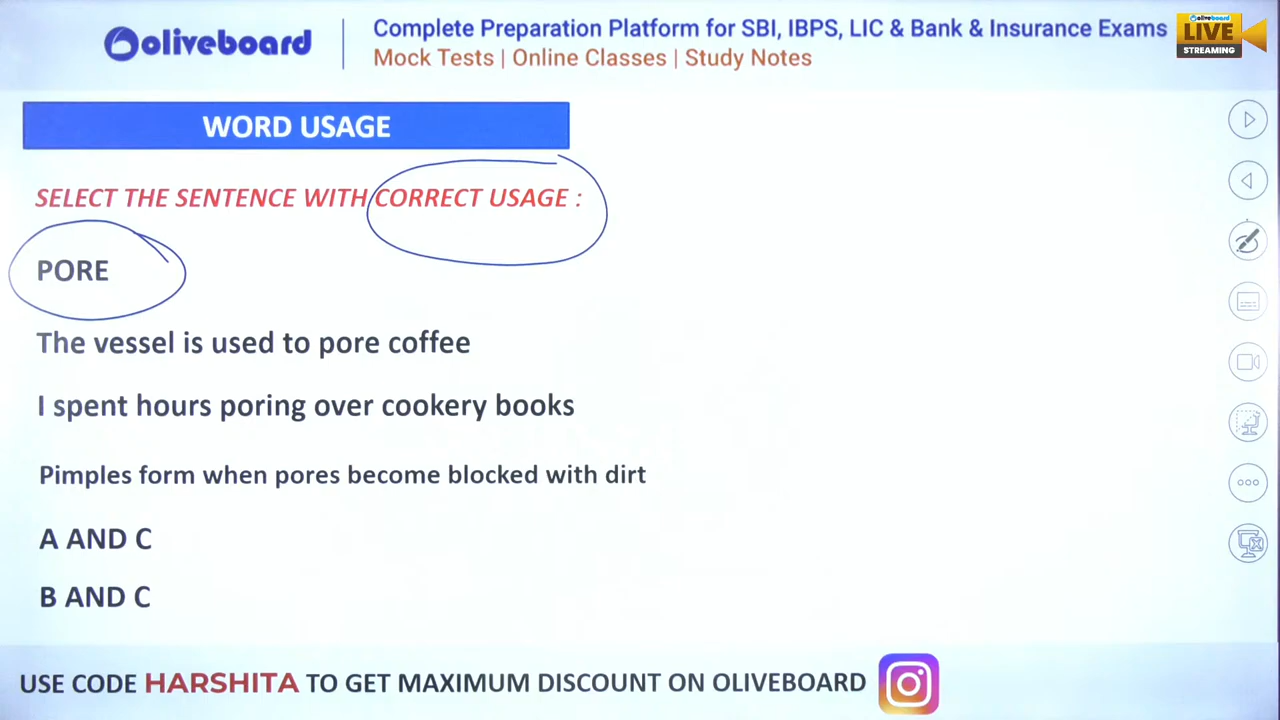 oliveboard
Complete Preparation Platform for SBI, IBPS, LIC & Bank & Insurance Exams
Mock Tests | Online Classes | Study Notes
oliveboard
LIVE
STREAMING
WORD USAGE
SELECT THE SENTENCE WITH CORRECT USAGE :
PORE
The vessel is used to pore coffee
I spent hours poring over cookery books
Pimples form when pores become blocked with dirt
A AND C
B AND C
USE CODE HARSHITA TO GET MAXIMUM DISCOUNT ON OLIVEBOARD